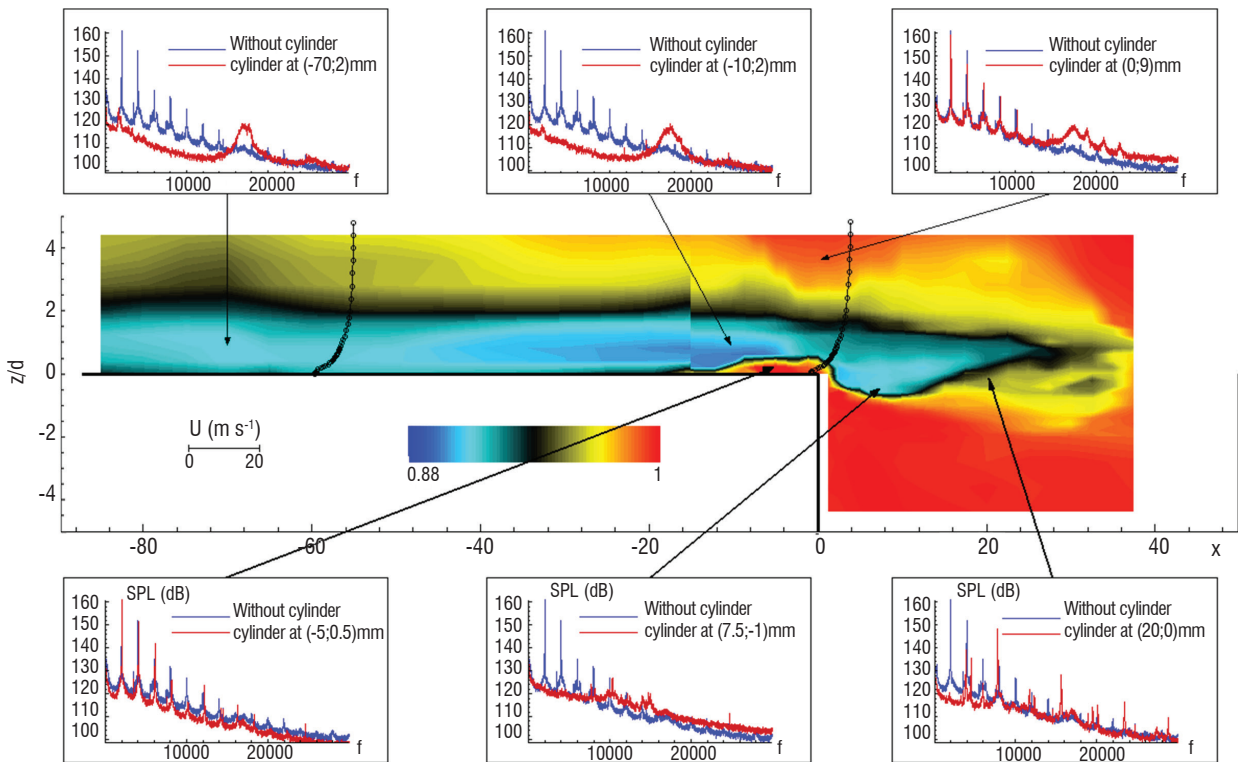 160
150
140
130
120
110
100
Without cylinder
cylinder at (-70;2)mm
10000
20000
f
160
150
140
130
120
110
100
Without cylinder
cylinder at (-10;2)mm
10000
20000
f
160
150
140
130
120
110
100
Without cylinder
cylinder at (0;9)mm
10000
20000
f
z/d
4
2
0
-2
-4
U (m s-1)
0 20
0.88 1
-80 -60 -40 -20 0 20 40 x
SPL (dB)
160
150
140
130
120
110
100
Without cylinder
cylinder at (-5;0.5)mm
10000
20000
f
SPL (dB)
160
150
140
130
120
110
100
Without cylinder
cylinder at (7.5;-1)mm
10000
20000
f
SPL (dB)
160
150
140
130
120
110
100
Without cylinder
cylinder at (20;0)mm
10000
20000
f